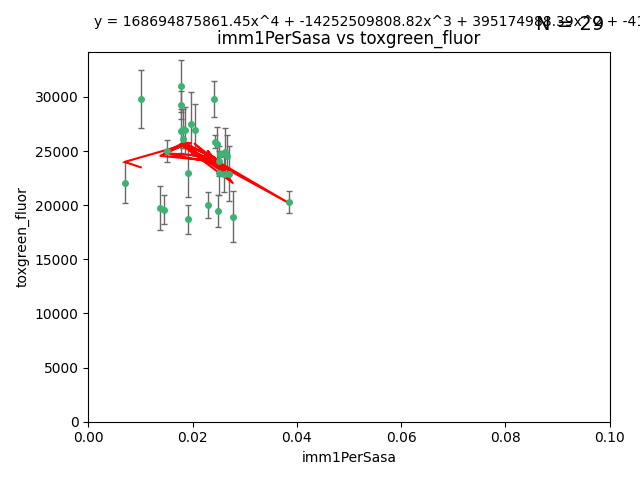 y = 168694875861.45x^4 + -14252509808.82x^3 + 395174988.39x^2 + -41
N = 29
imm1PerSasa vs toxgreen_fluor
30000
25000
20000
15000
10000
5000
0
toxgreen_fluor
0.00 0.02 0.04 0.06 0.08 0.10
imm1PerSasa